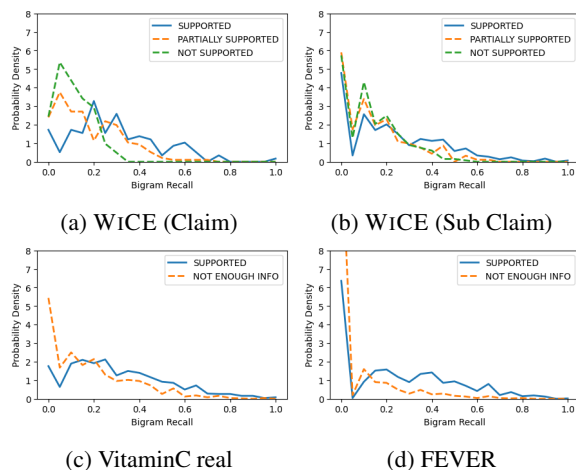 8
7
6
5
4
3
2
1
0
Probability Density
SUPPORTED
PARTIALLY SUPPORTED
NOT SUPPORTED
0.0 0.2 0.4 0.6 0.8 1.0
Bigram Recall
(a) WICE (Claim)
8
7
6
5
4
3
2
1
0
Probability Density
SUPPORTED
PARTIALLY SUPPORTED
NOT SUPPORTED
0.0 0.2 0.4 0.6 0.8 1.0
Bigram Recall
(b) WICE (Sub Claim)
8
7
6
5
4
3
2
1
0
Probability Density
SUPPORTED
NOT ENOUGH INFO
0.0 0.2 0.4 0.6 0.8 1.0
Bigram Recall
(c) VitaminC real
8
7
6
5
4
3
2
1
0
Probability Density
SUPPORTED
NOT ENOUGH INFO
0.0 0.2 0.4 0.6 0.8 1.0
Bigram Recall
(d) FEVER